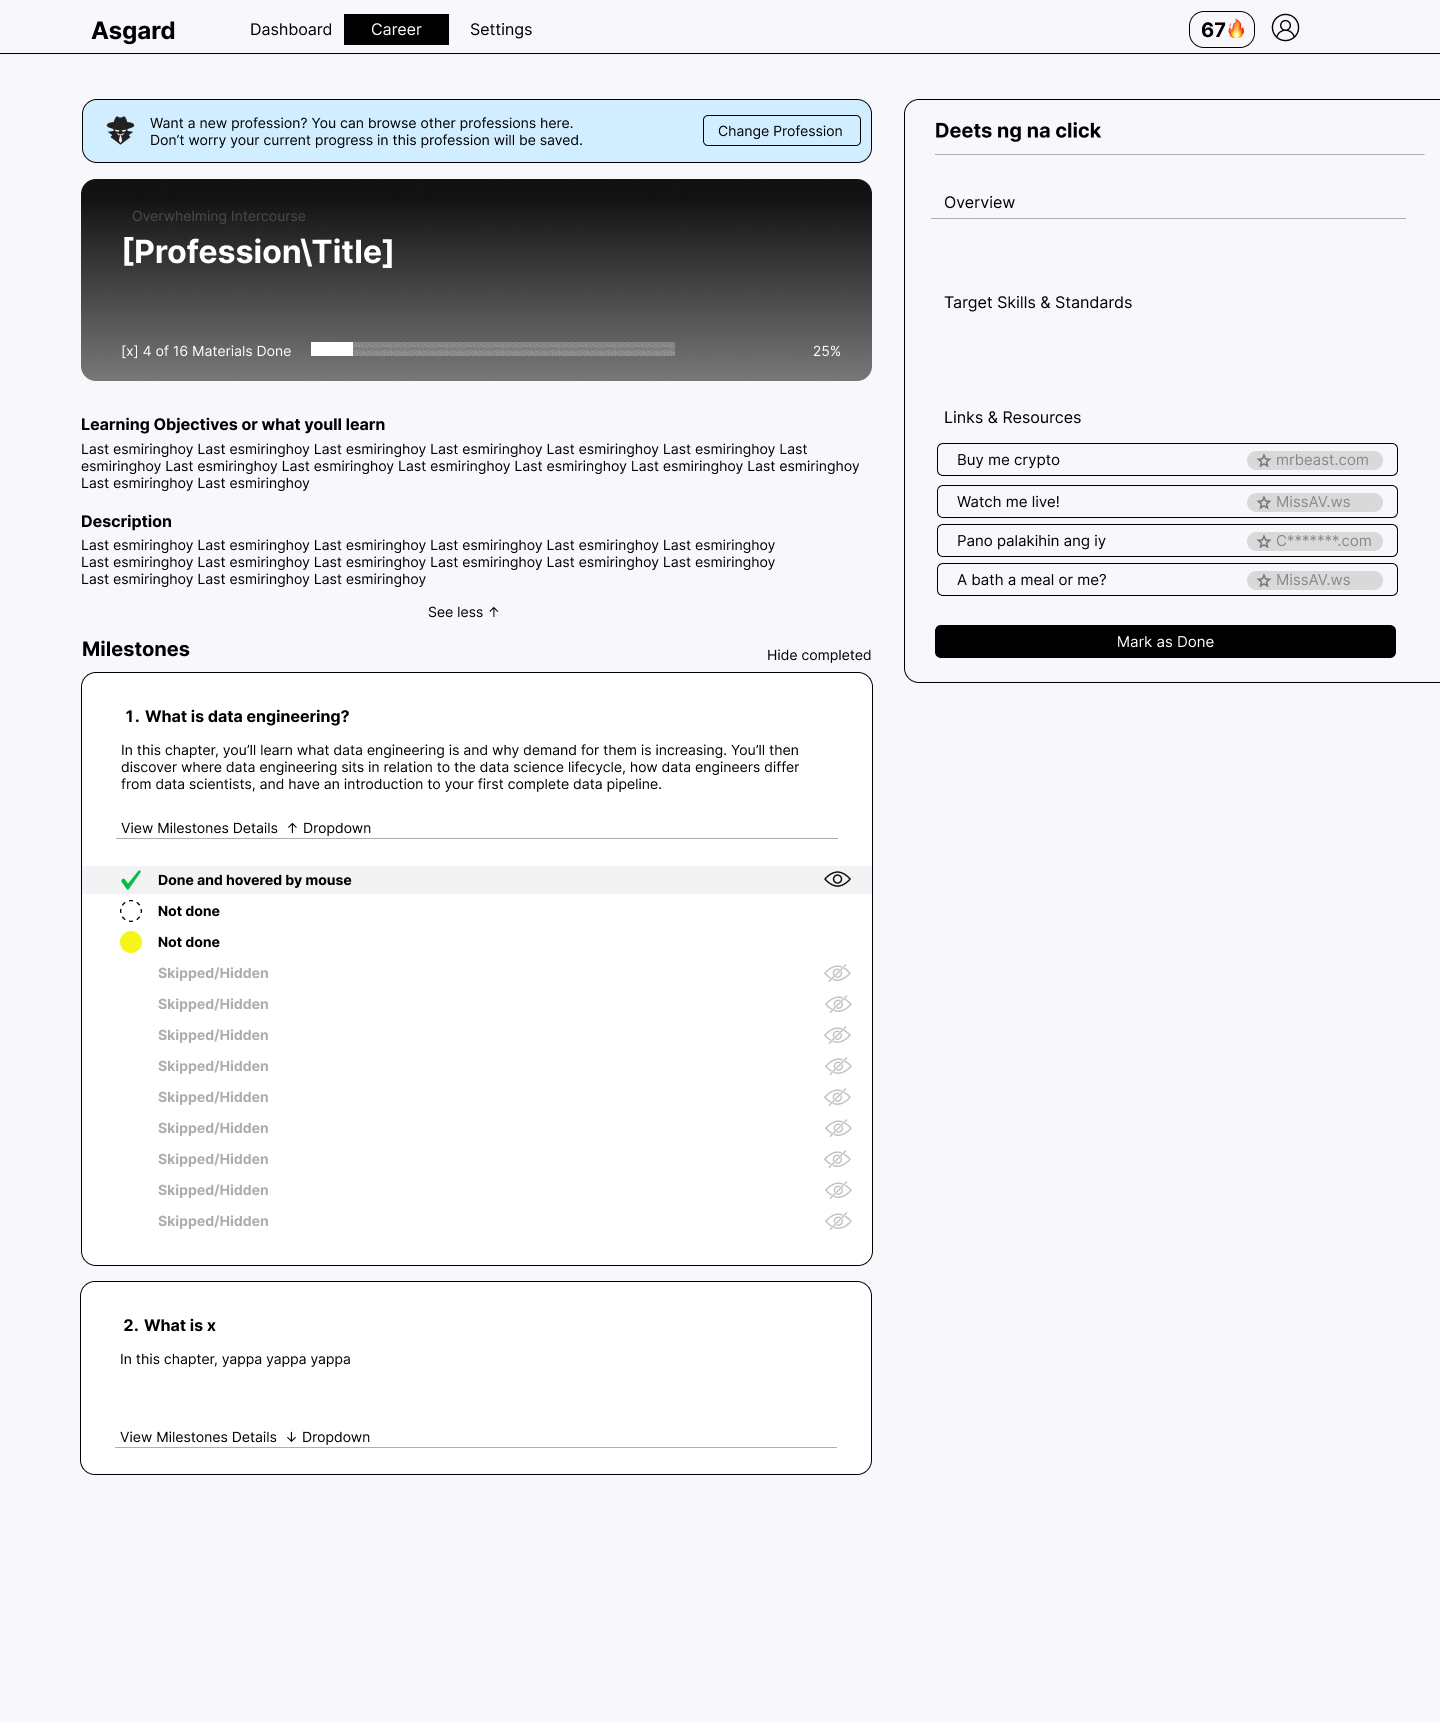 Asgard
Dashboard
Career
Settings
67🔥
Want a new profession? You can browse other professions here.
Don’t worry your current progress in this profession will be saved.
Change Profession
Overwhelming Intercourse
[Profession\Title]
[x] 4 of 16 Materials Done
25%
Learning Objectives or what youll learn
Last esmiringhoy Last esmiringhoy Last esmiringhoy Last esmiringhoy Last esmiringhoy Last esmiringhoy Last
esmiringhoy Last esmiringhoy Last esmiringhoy Last esmiringhoy Last esmiringhoy Last esmiringhoy Last esmiringhoy
Last esmiringhoy Last esmiringhoy
Description
Last esmiringhoy Last esmiringhoy Last esmiringhoy Last esmiringhoy Last esmiringhoy Last esmiringhoy
Last esmiringhoy Last esmiringhoy Last esmiringhoy Last esmiringhoy Last esmiringhoy Last esmiringhoy
Last esmiringhoy Last esmiringhoy Last esmiringhoy
See less ↑
Milestones
Hide completed
1. What is data engineering?
In this chapter, you’ll learn what data engineering is and why demand for them is increasing. You’ll then
discover where data engineering sits in relation to the data science lifecycle, how data engineers differ
from data scientists, and have an introduction to your first complete data pipeline.
View Milestones Details ↑ Dropdown
Done and hovered by mouse
Not done
Not done
Skipped/Hidden
Skipped/Hidden
Skipped/Hidden
Skipped/Hidden
Skipped/Hidden
Skipped/Hidden
Skipped/Hidden
Skipped/Hidden
Skipped/Hidden
2. What is x
In this chapter, yappa yappa yappa
View Milestones Details ↓ Dropdown
Deets ng na click
Overview
Target Skills & Standards
Links & Resources
Buy me crypto
mrbeast.com
Watch me live!
MissAV.ws
Pano palakihin ang iy
C*******.com
A bath a meal or me?
MissAV.ws
Mark as Done